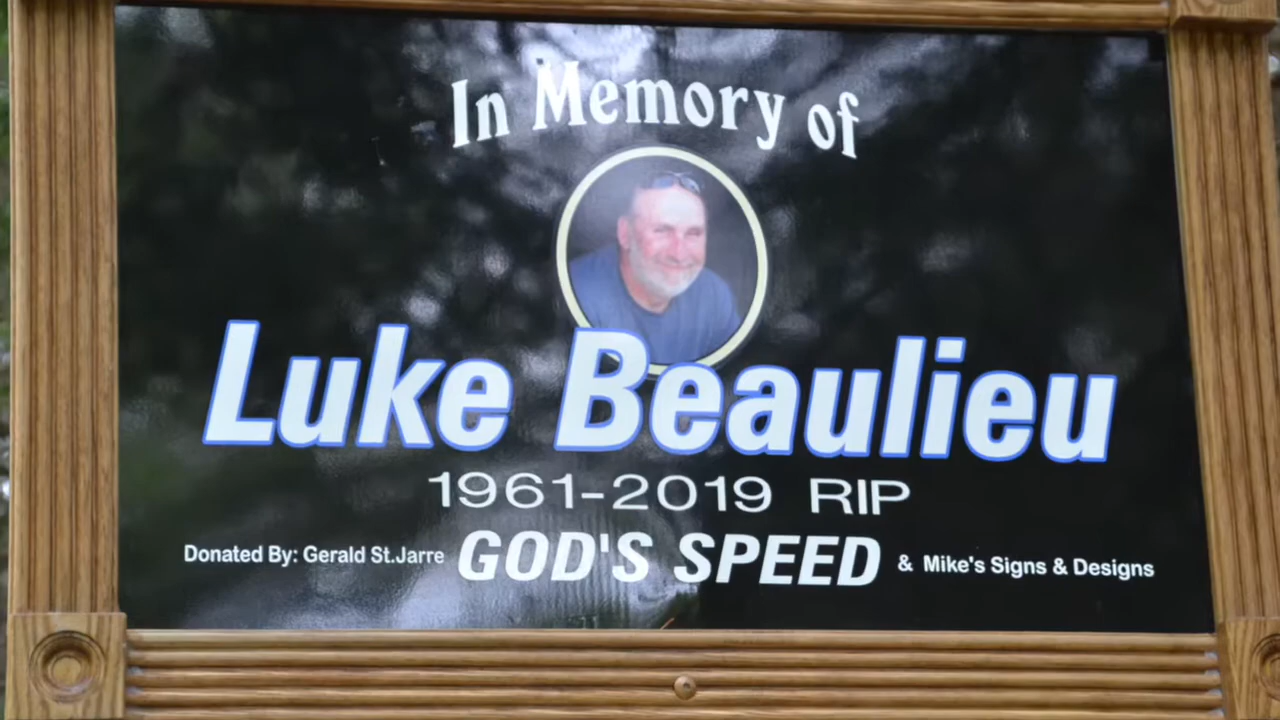 In Memory of
Luke Beaulieu
1961-2019 RIP
Donated By: Gerald St.Jarre GOD'S SPEED & Mike's Signs & Designs